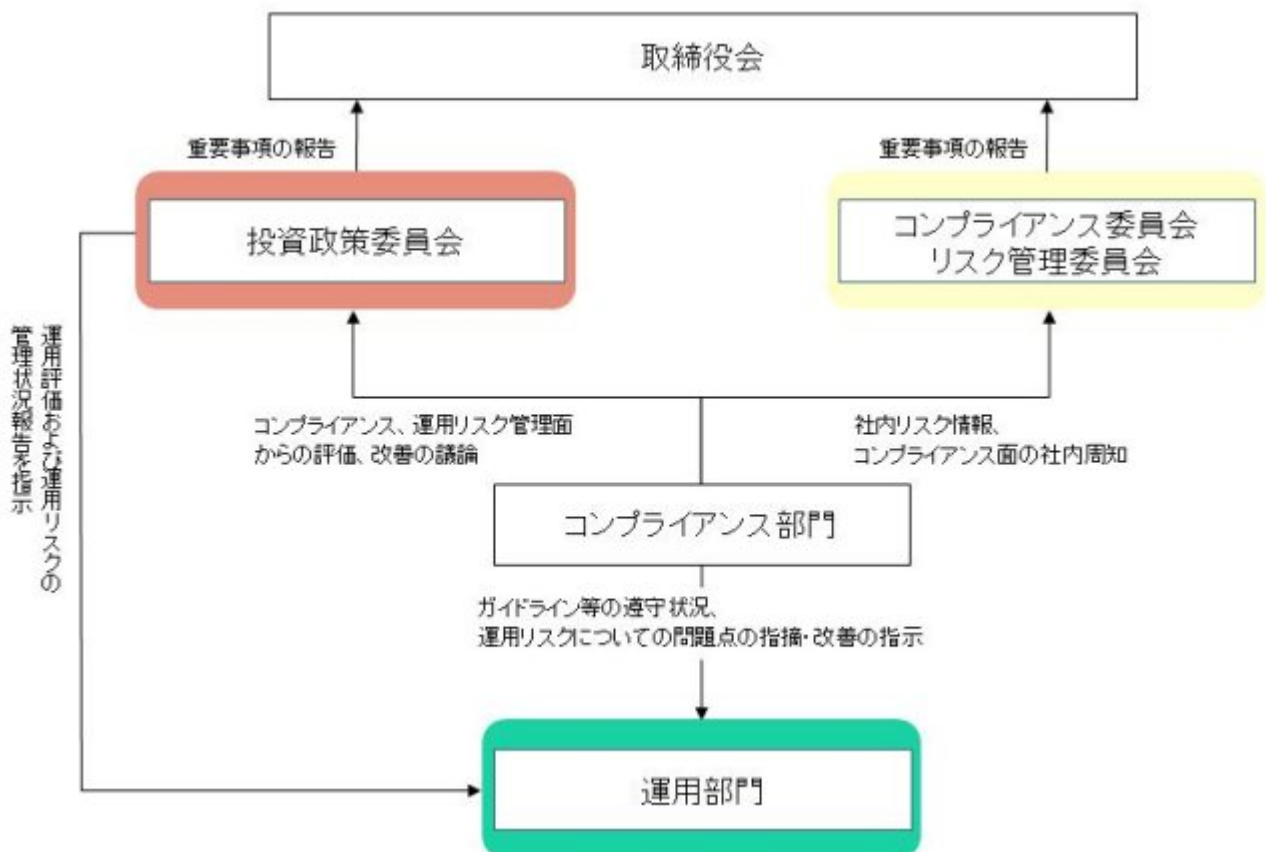 取締役会
重要事項の報告
重要事項の報告
投資政策委員会
コンプライアンス委員会
リスク管理委員会
運用評価および運用リスクの
管理状況報告を指示
コンプライアンス、運用リスク管理面
からの評価、改善の議論
社内リスク情報、
コンプライアンス面の社内周知
コンプライアンス部門
ガイドライン等の遵守状況、
運用リスクについての問題点の指摘・改善の指示
運用部門